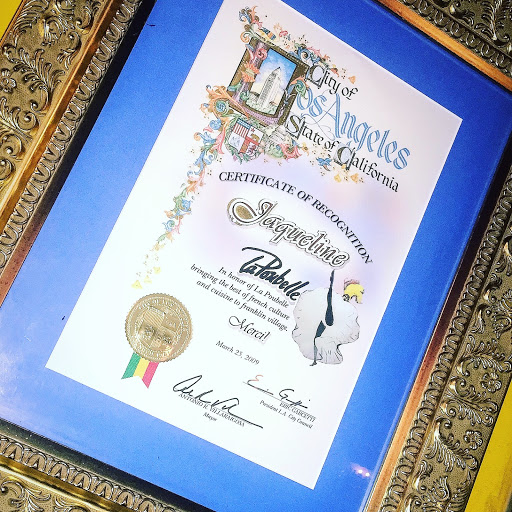 City of
Los Angeles
State of California
CERTIFICATE OF RECOGNITION
Jaqueline
La Poubelle
In honor of La Poubelle
bringing the best of french culture
and cuisine to franklin village.
Merci!
March 25, 2009
ANTONIO R. VILLARAIGOSA
Mayor
ERIC GARCETTI
President L.A. City Council